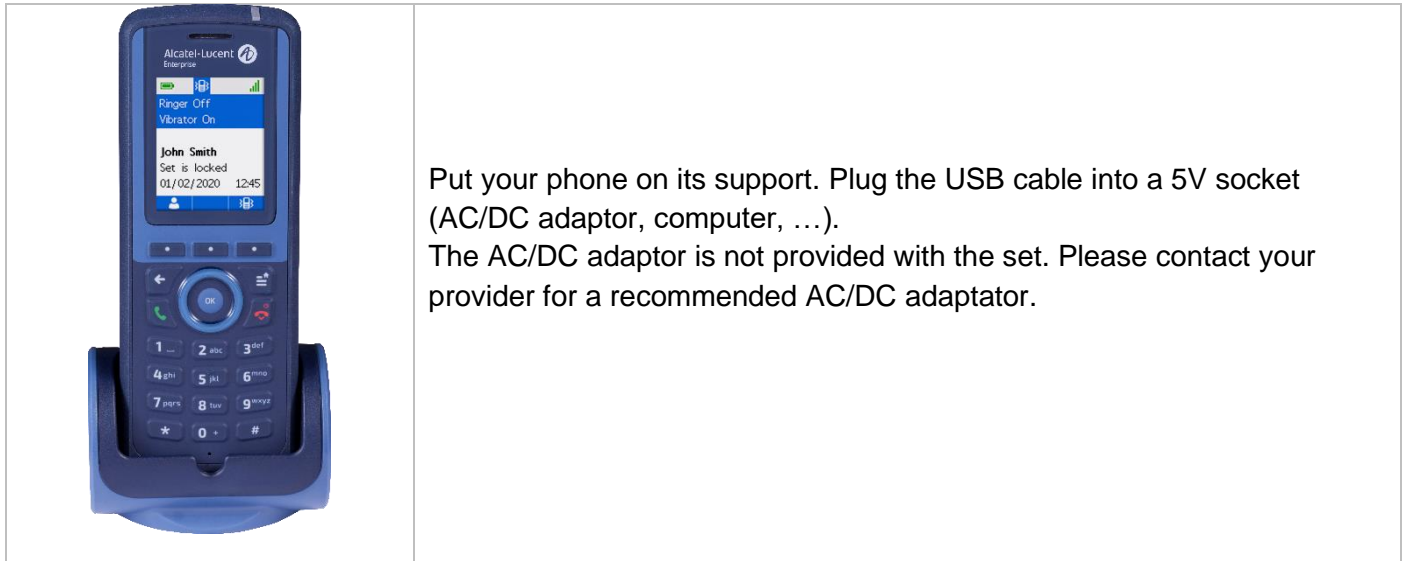 Alcatel-Lucent
Enterprise
Ringer Off
Vibrator On
John Smith
Set is locked
01/02/2020 12:45
OK
1
2 abc 3 def
4 ghi 5 jkl 6 mno
7 pqrs 8 tuv 9 wxyz
* 0 + #
Put your phone on its support. Plug the USB cable into a 5V socket
(AC/DC adaptor, computer, …).
The AC/DC adaptor is not provided with the set. Please contact your
provider for a recommended AC/DC adaptator.